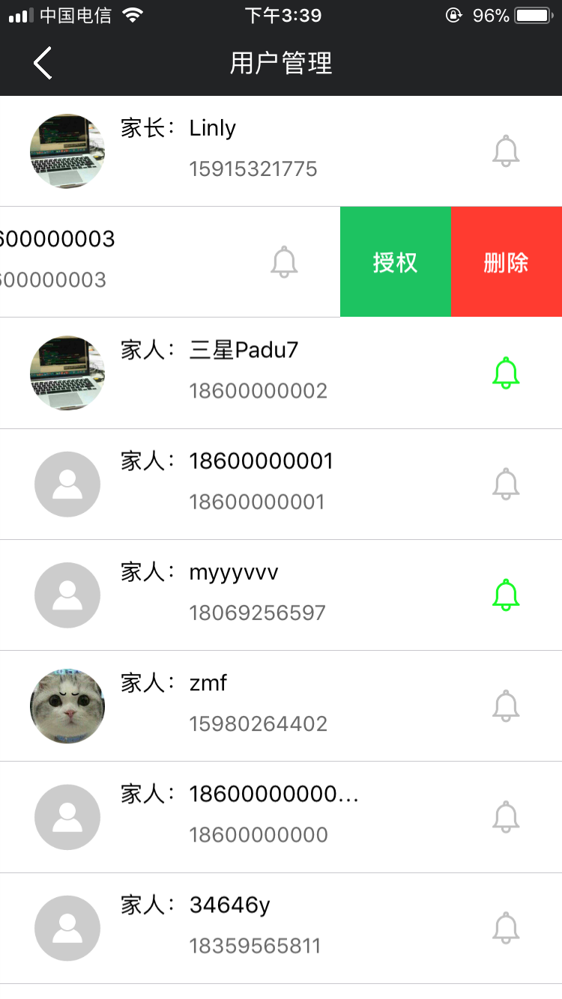 中国电信 下午3:39 96%
用户管理
家长：Linly
15915321775
600000003
600000003
授权 删除
家人：三星Padu7
18600000002
家人：18600000001
18600000001
家人：myyyvvv
18069256597
家人：zmf
15980264402
家人：18600000000...
18600000000
家人：34646y
18359565811